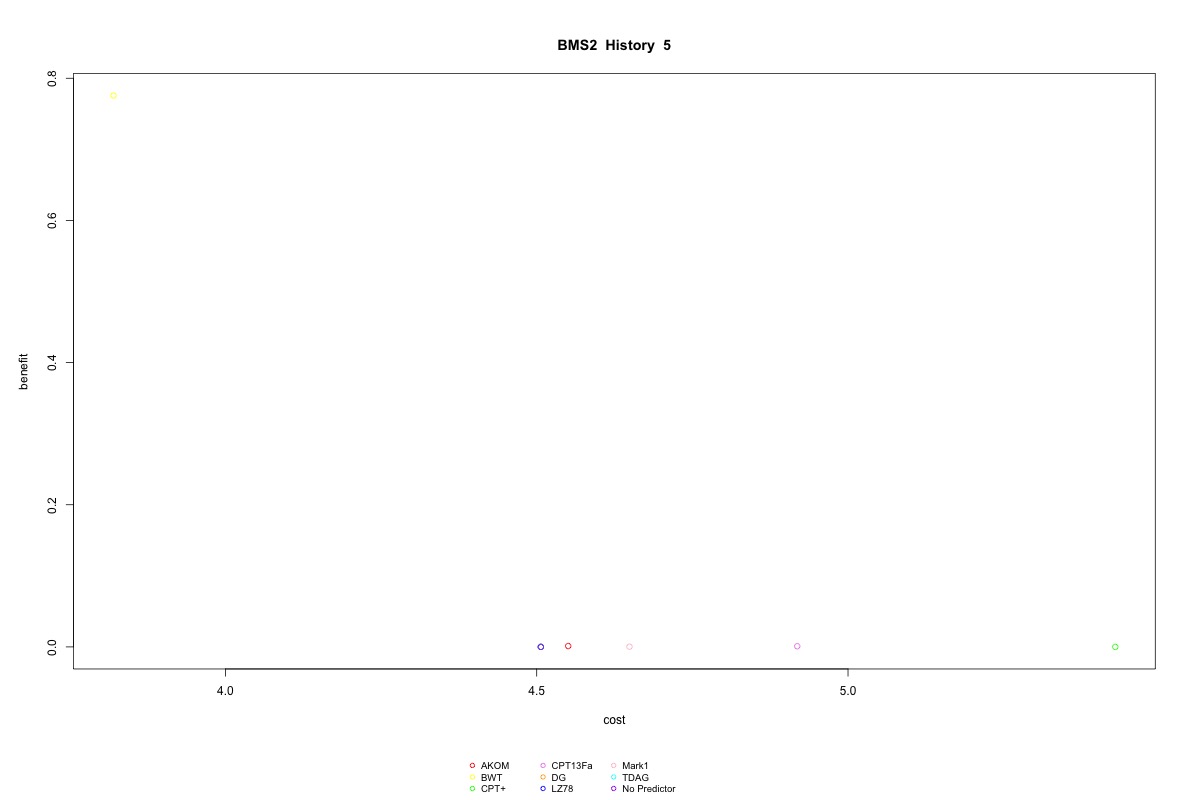 BMS2 History 5
0.8
0.6
0.4
0.2
0.0
benefit
4.0 4.5 5.0
cost
AKOM CPT13Fa Mark1
BWT DG TDAG
CPT+ LZ78 No Predictor